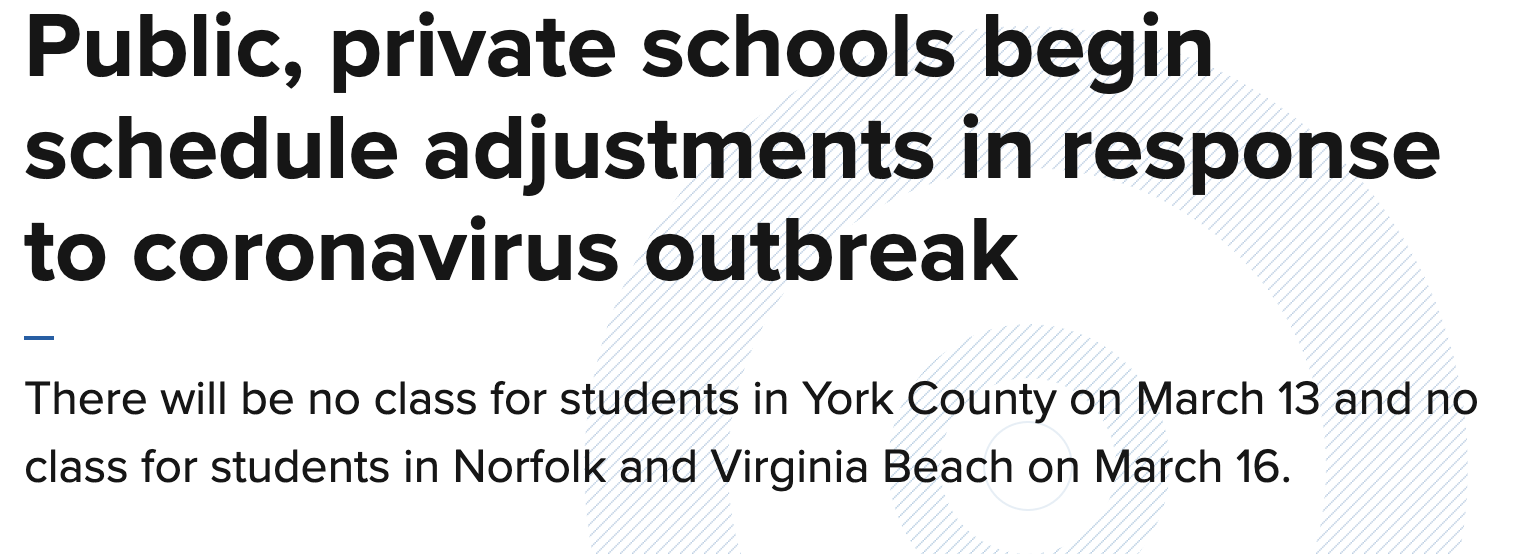 Public, private schools begin
schedule adjustments in response
to coronavirus outbreak
There will be no class for students in York County on March 13 and no
class for students in Norfolk and Virginia Beach on March 16.